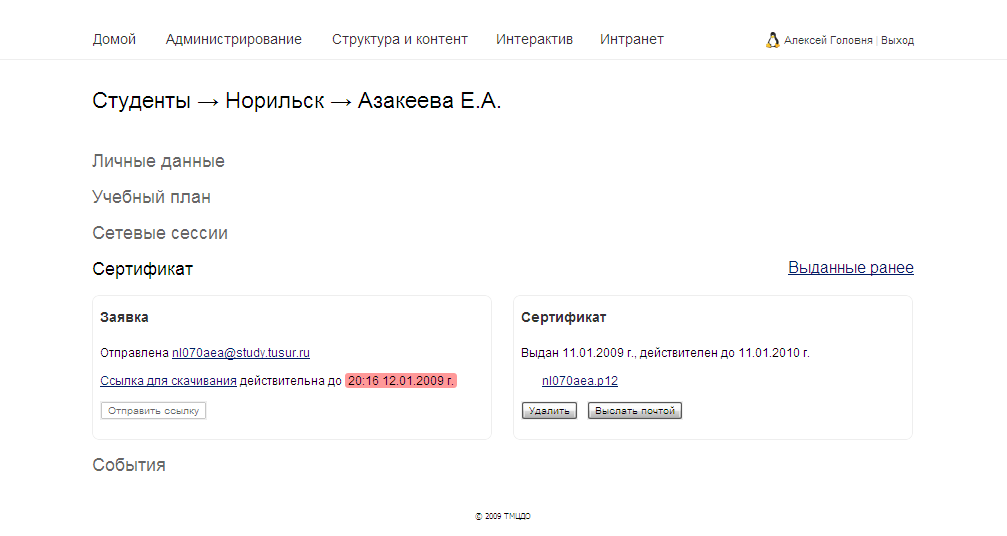 Домой Администрирование Структура и контент Интерактив Интранет Алексей Головня | Выход
Студенты → Норильск → Азакеева Е.А.
Личные данные
Учебный план
Сетевые сессии
Сертификат Выданные ранее
Заявка
Отправлена nl070aea@study.tusur.ru
Ссылка для скачивания действительна до 20:16 12.01.2009 г.
Отправить ссылку
Сертификат
Выдан 11.01.2009 г., действителен до 11.01.2010 г.
nl070aea.p12
Удалить Выслать почтой
События
© 2009 ТМЦДО